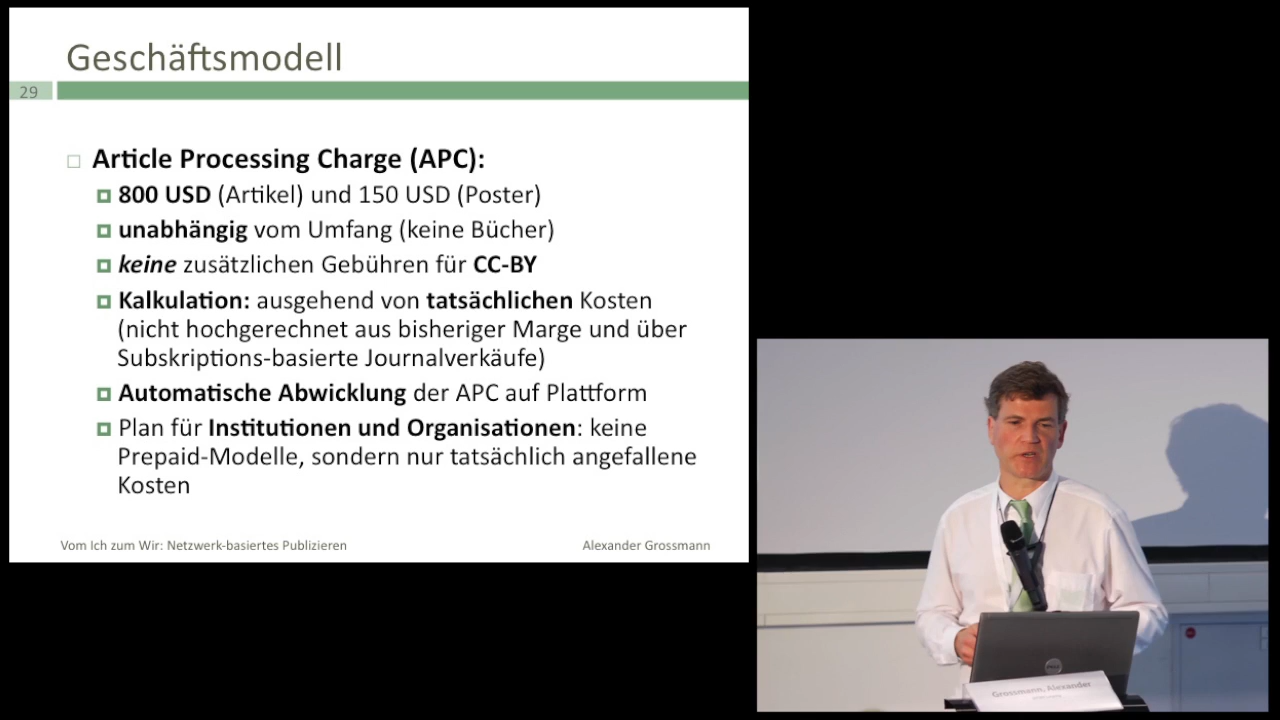 Geschäftsmodell
29
Article Processing Charge (APC):
800 USD (Artikel) und 150 USD (Poster)
unabhängig vom Umfang (keine Bücher)
keine zusätzlichen Gebühren für CC-BY
Kalkulation: ausgehend von tatsächlichen Kosten
(nicht hochgerechnet aus bisheriger Marge und über
Subskriptions-basierte Journalverkäufe)
Automatische Abwicklung der APC auf Plattform
Plan für Institutionen und Organisationen: keine
Prepaid-Modelle, sondern nur tatsächlich angefallene
Kosten
Vom Ich zum Wir: Netzwerk-basiertes Publizieren
Alexander Grossmann
DELL
Grossmann, Alexander